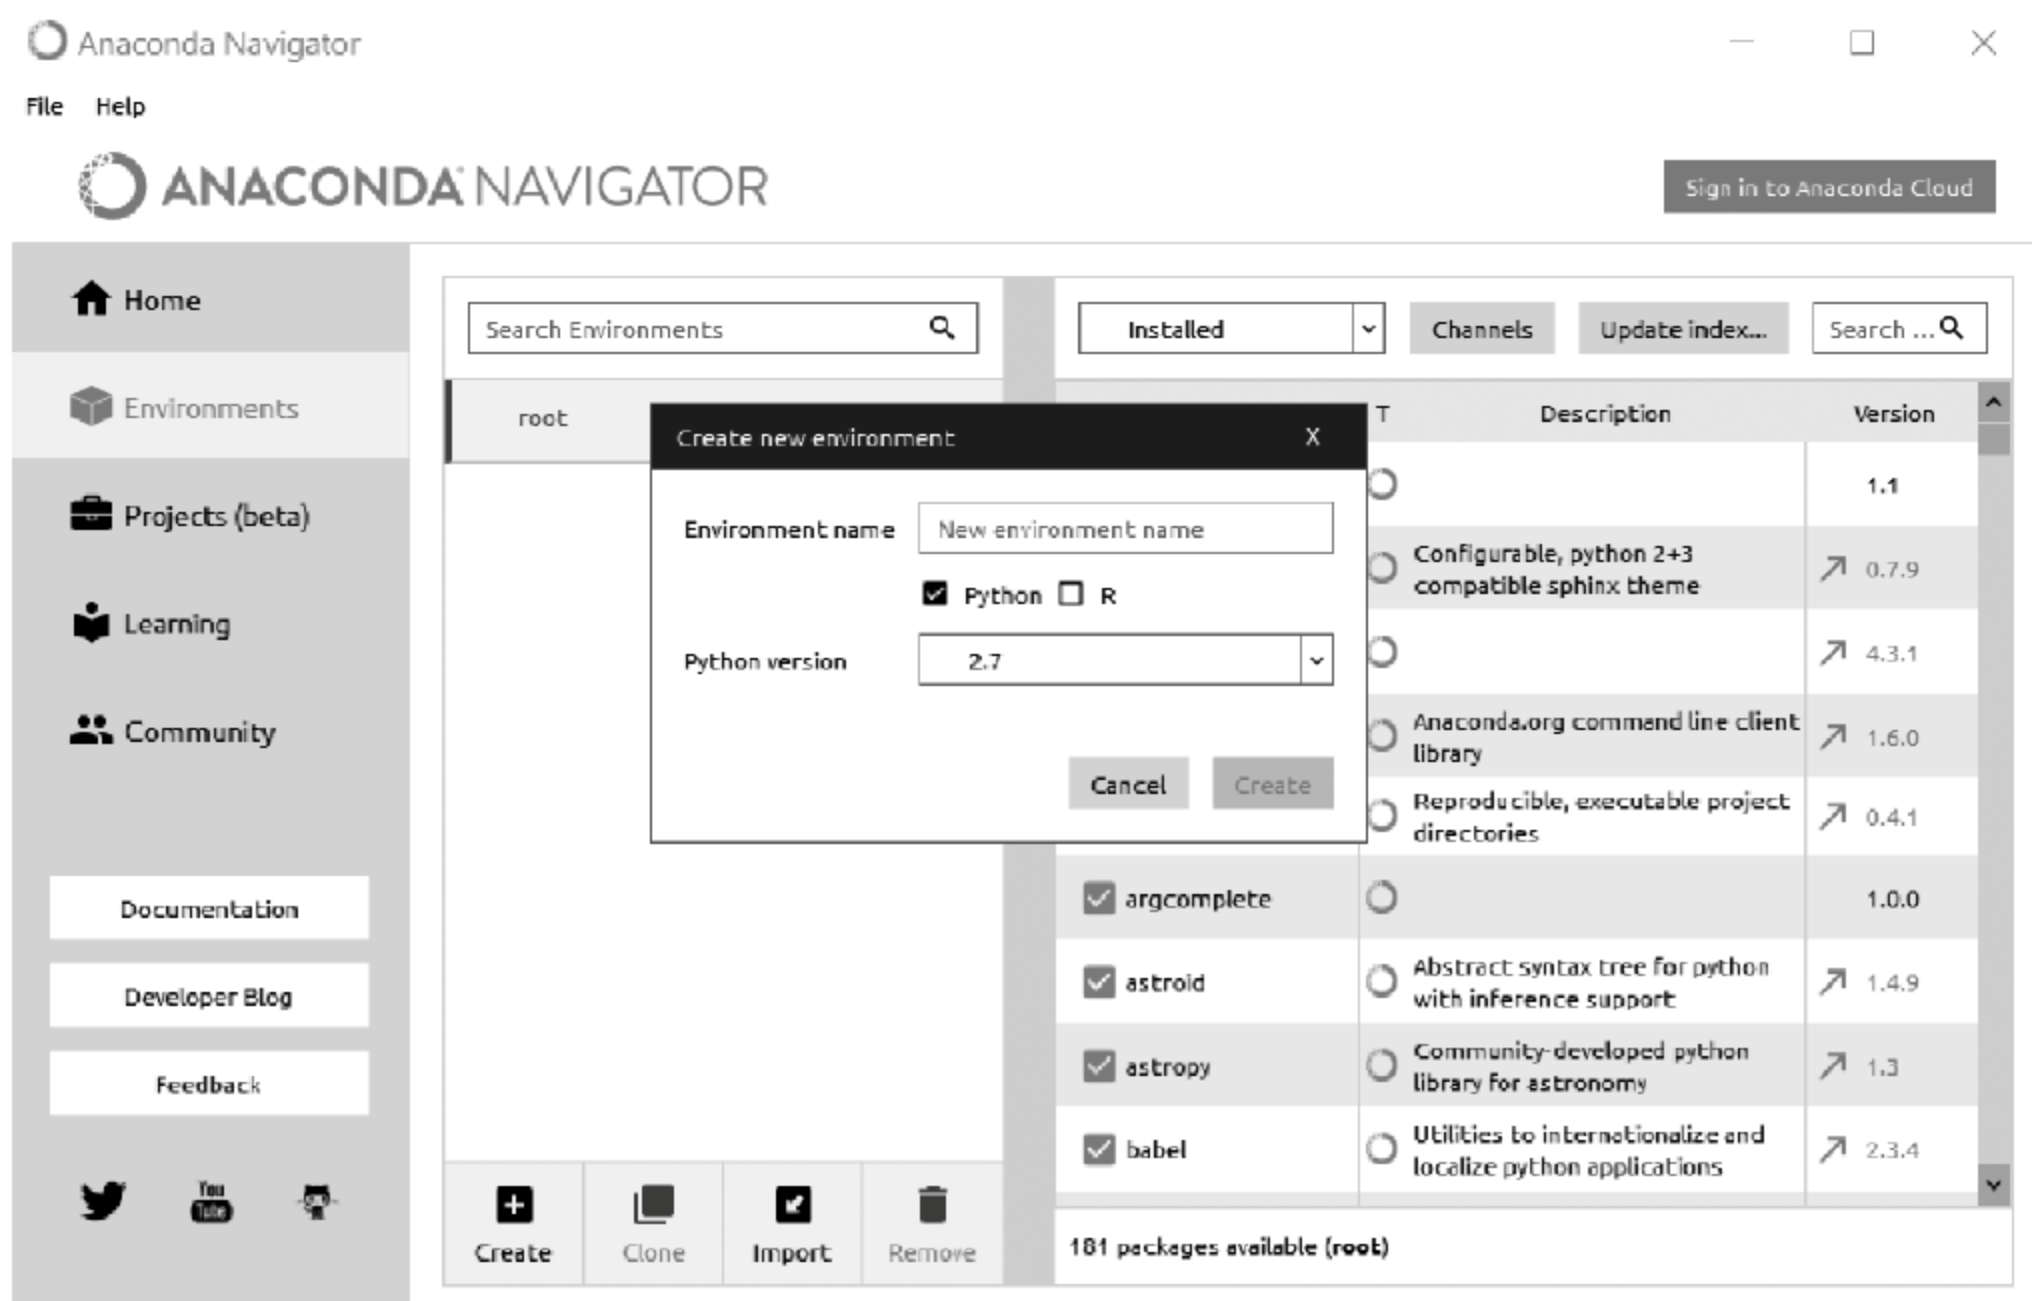 Anaconda Navigator
File Help
ANACONDA NAVIGATOR
Sign in to Anaconda Cloud
Home
Environments
Projects (beta)
Learning
Community
Documentation
Developer Blog
Feedback
You
Tube
Search Environments
root
Create new environment X
Environment name New environment name
Python R
Python version 2.7
Cancel Create
Create Clone Import Remove
Installed Channels Update index... Search ...
T Description Version
1.1
Configurable, python 2+3
compatible sphinx theme 0.7.9
4.3.1
Anaconda.org command line client
library 1.6.0
Reproducible, executable project
directories 0.4.1
argcomplete 1.0.0
astroid Abstract syntax tree for python
with inference support 1.4.9
astropy Community-developed python
library for astronomy 1.3
babel Utilities to internationalize and
localize python applications 2.3.4
181 packages available (root)